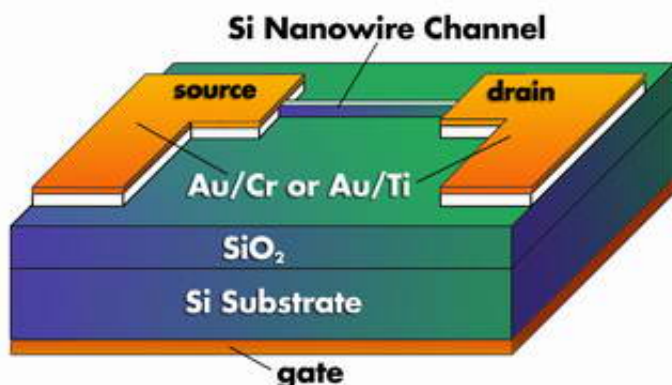 Si Nanowire Channel
source
drain
Au/Cr or Au/Ti
SiO₂
Si Substrate
gate